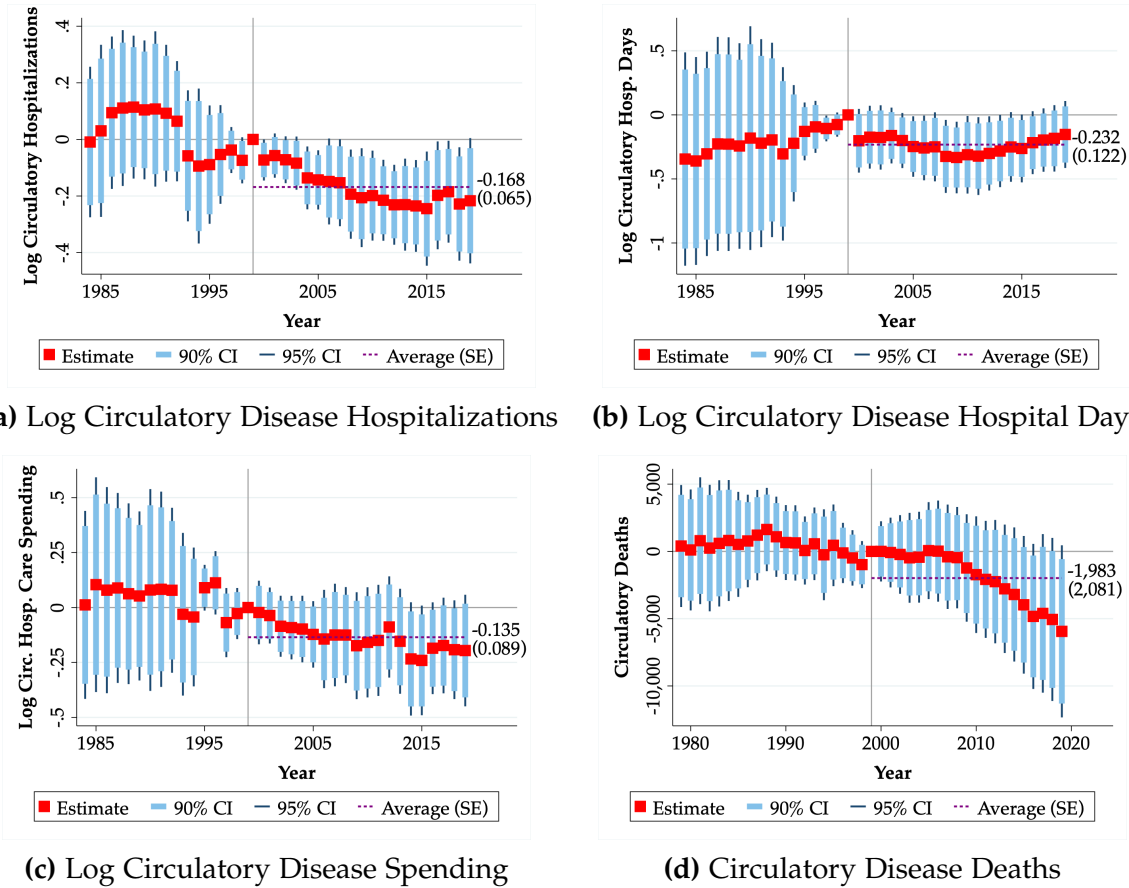 Log Circulatory Hospitalizations
.4
.2
0
-.2
-.4
-0.168
(0.065)
1985 1995 2005 2015
Year
Estimate 90% CI 95% CI Average (SE)
a) Log Circulatory Disease Hospitalizations
Log Circulatory Hosp. Days
.5
0
-.5
-1
-0.232
(0.122)
1985 1995 2005 2015
Year
Estimate 90% CI 95% CI Average (SE)
(b) Log Circulatory Disease Hospital Day
Log Circ. Hosp. Care Spending
.5
.25
0
-.25
-.5
-0.135
(0.089)
1985 1995 2005 2015
Year
Estimate 90% CI 95% CI Average (SE)
(c) Log Circulatory Disease Spending
Circulatory Deaths
5,000
0
-5,000
-10,000
-1,983
(2,081)
1980 1990 2000 2010 2020
Year
Estimate 90% CI 95% CI Average (SE)
(d) Circulatory Disease Deaths